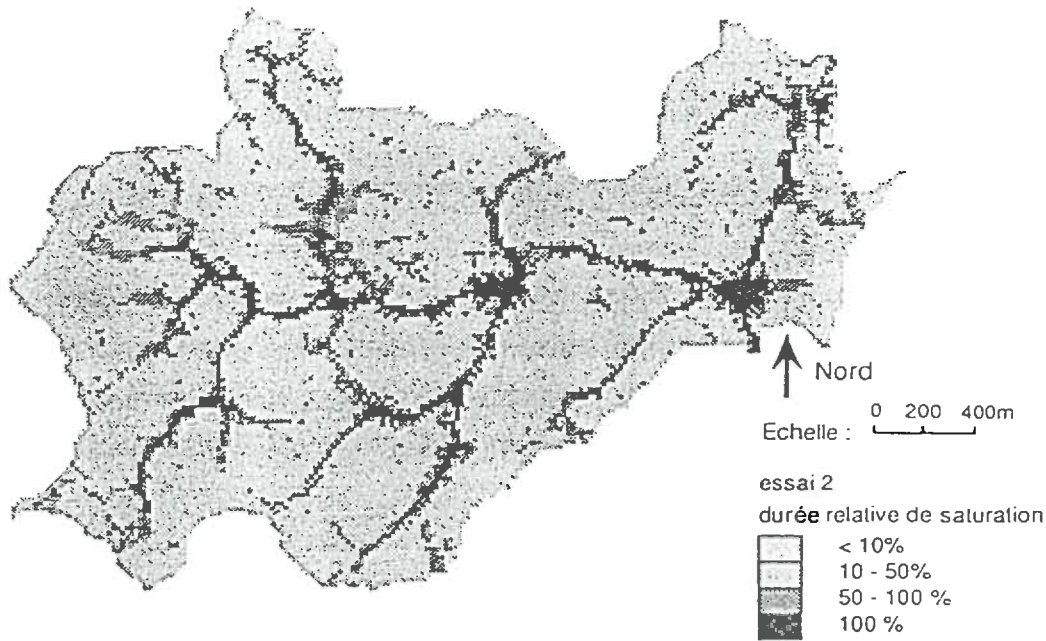 Nord
0 200 400m
Echelle :
essai 2
durée relative de saturation
< 10%
10 - 50%
50 - 100 %
100 %